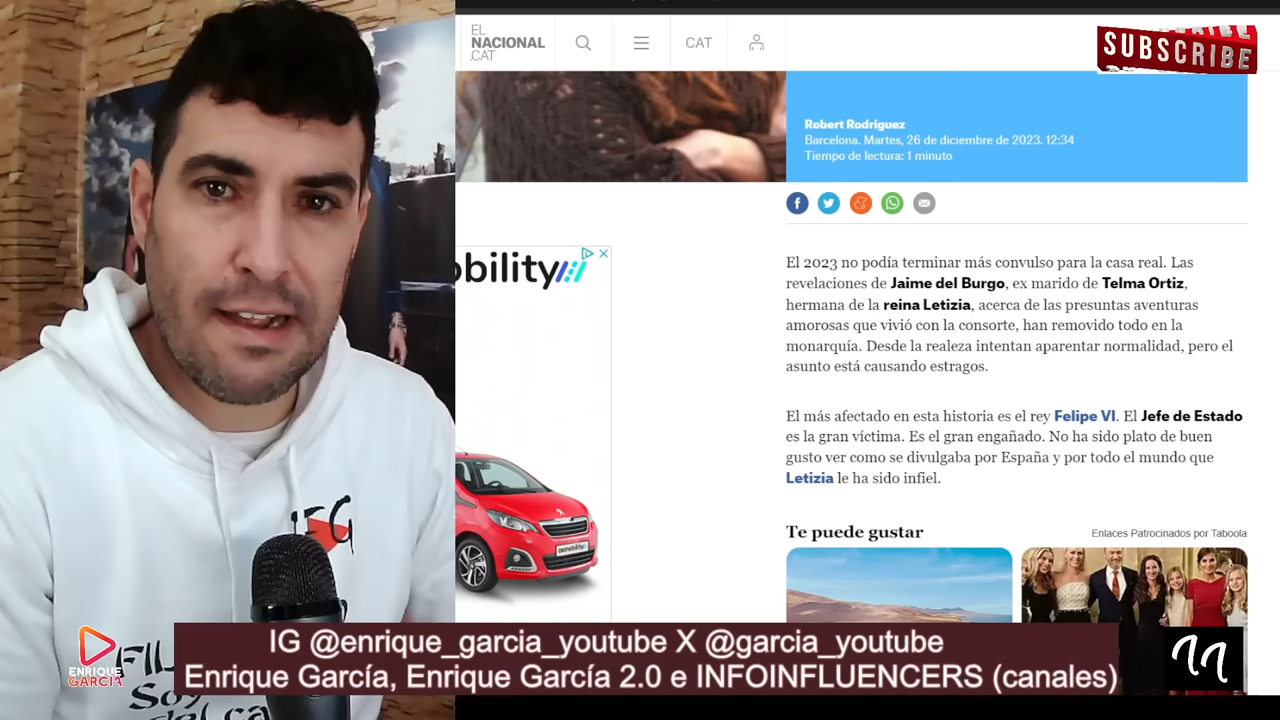 EL
NACIONAL
.CAT
CAT
SUBSCRIBE
Robert Rodríguez
Barcelona. Martes, 26 de diciembre de 2023. 12:34
Tiempo de lectura: 1 minuto
obility
El 2023 no podía terminar más convulso para la casa real. Las
revelaciones de Jaime del Burgo, ex marido de Telma Ortiz,
hermana de la reina Letizia, acerca de las presuntas aventuras
amorosas que vivió con la consorte, han removido todo en la
monarquía. Desde la realeza intentan aparentar normalidad, pero el
asunto está causando estragos.
El más afectado en esta historia es el rey Felipe VI. El Jefe de Estado
es la gran víctima. Es el gran engañado. No ha sido plato de buen
gusto ver como se divulgaba por España y por todo el mundo que
Letizia le ha sido infiel.
Te puede gustar
Enlaces Patrocinados por Taboola
IG @enrique_garcia_youtube X @garcia_youtube
Enrique García, Enrique García 2.0 e INFOINFLUENCERS (canales)
ENRIQUE
GARCÍA
FIL
Soy
del ca